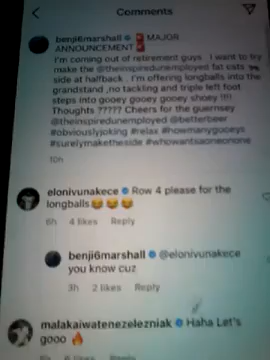 Comments
benji6marshall MAJOR
ANNOUNCEMENT
I'm coming out of retirement guys . I want to try
make the @theinspiredunemployed fat cats
side at halfback . I'm offering longballs into the
grandstand ,no tackling and triple left foot
steps into gooey gooey gooey shoey !!!!
Thoughts ????? Cheers for the guernsey
@theinspiredunemployed @betterbeer
#obviouslyjoking #relax #howmanygooeys
#surelymaketheside #whowantsaoneonone
10h
elonivunakece Row 4 please for the
longballs
6h 4 likes Reply
benji6marshall @elonivunakece
you know cuz
3h 2 likes Reply
malakaiwatenezelezniak Haha Let's
gooo
likes Reply